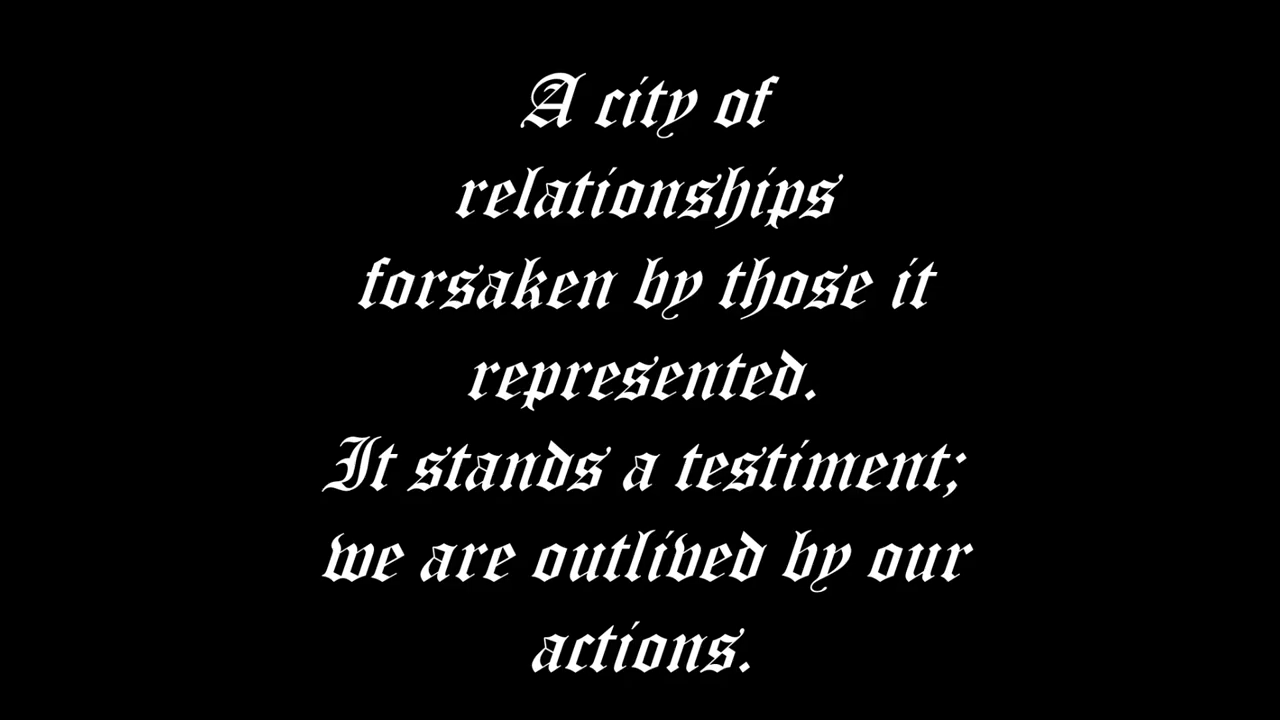 A city of
relationships
forsaken by those it
represented.
It stands a testiment;
we are outlived by our
actions.